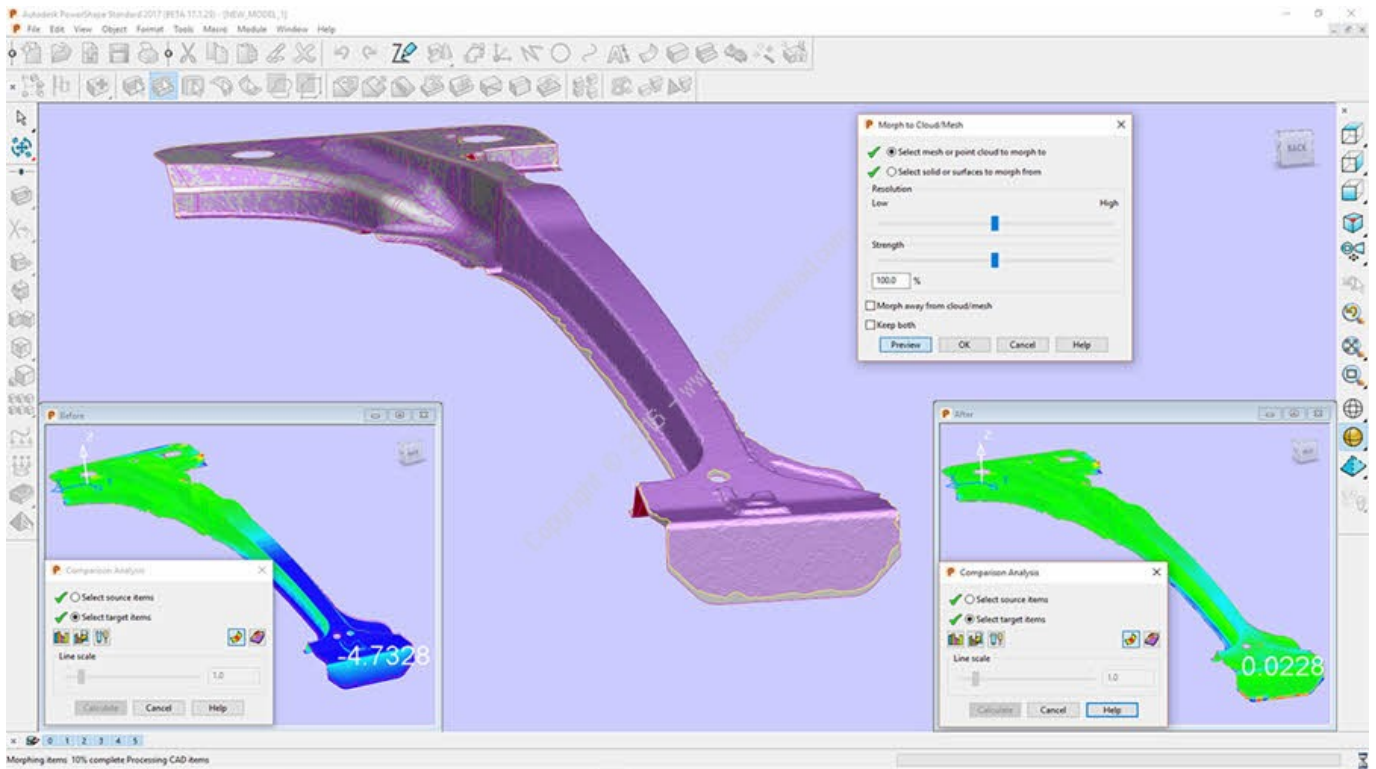 Autodesk PowerShape Standard 2017 (BETA 17.1.25) - [NEW_MODEL_1]
File Edit View Object Format Tools Macro Module Window Help
Morph to Cloud/Mesh
BACK
Select mesh or point cloud to morph to
Select solid or surfaces to morph from
Resolution
Low High
Strength
100.0 %
Morph away from cloud/mesh
Keep both
Preview OK Cancel Help
Before
Z
Comparison Analysis
Select source items
Select target items
-4.7328
Line scale
1.0
Calculate Cancel Help
After
Z
Comparison Analysis
Select source items
Select target items
0.0228
Line scale
1.0
Calculate Cancel Help
0 1 2 3 4 5
Morphing items 10% complete Processing CAD items